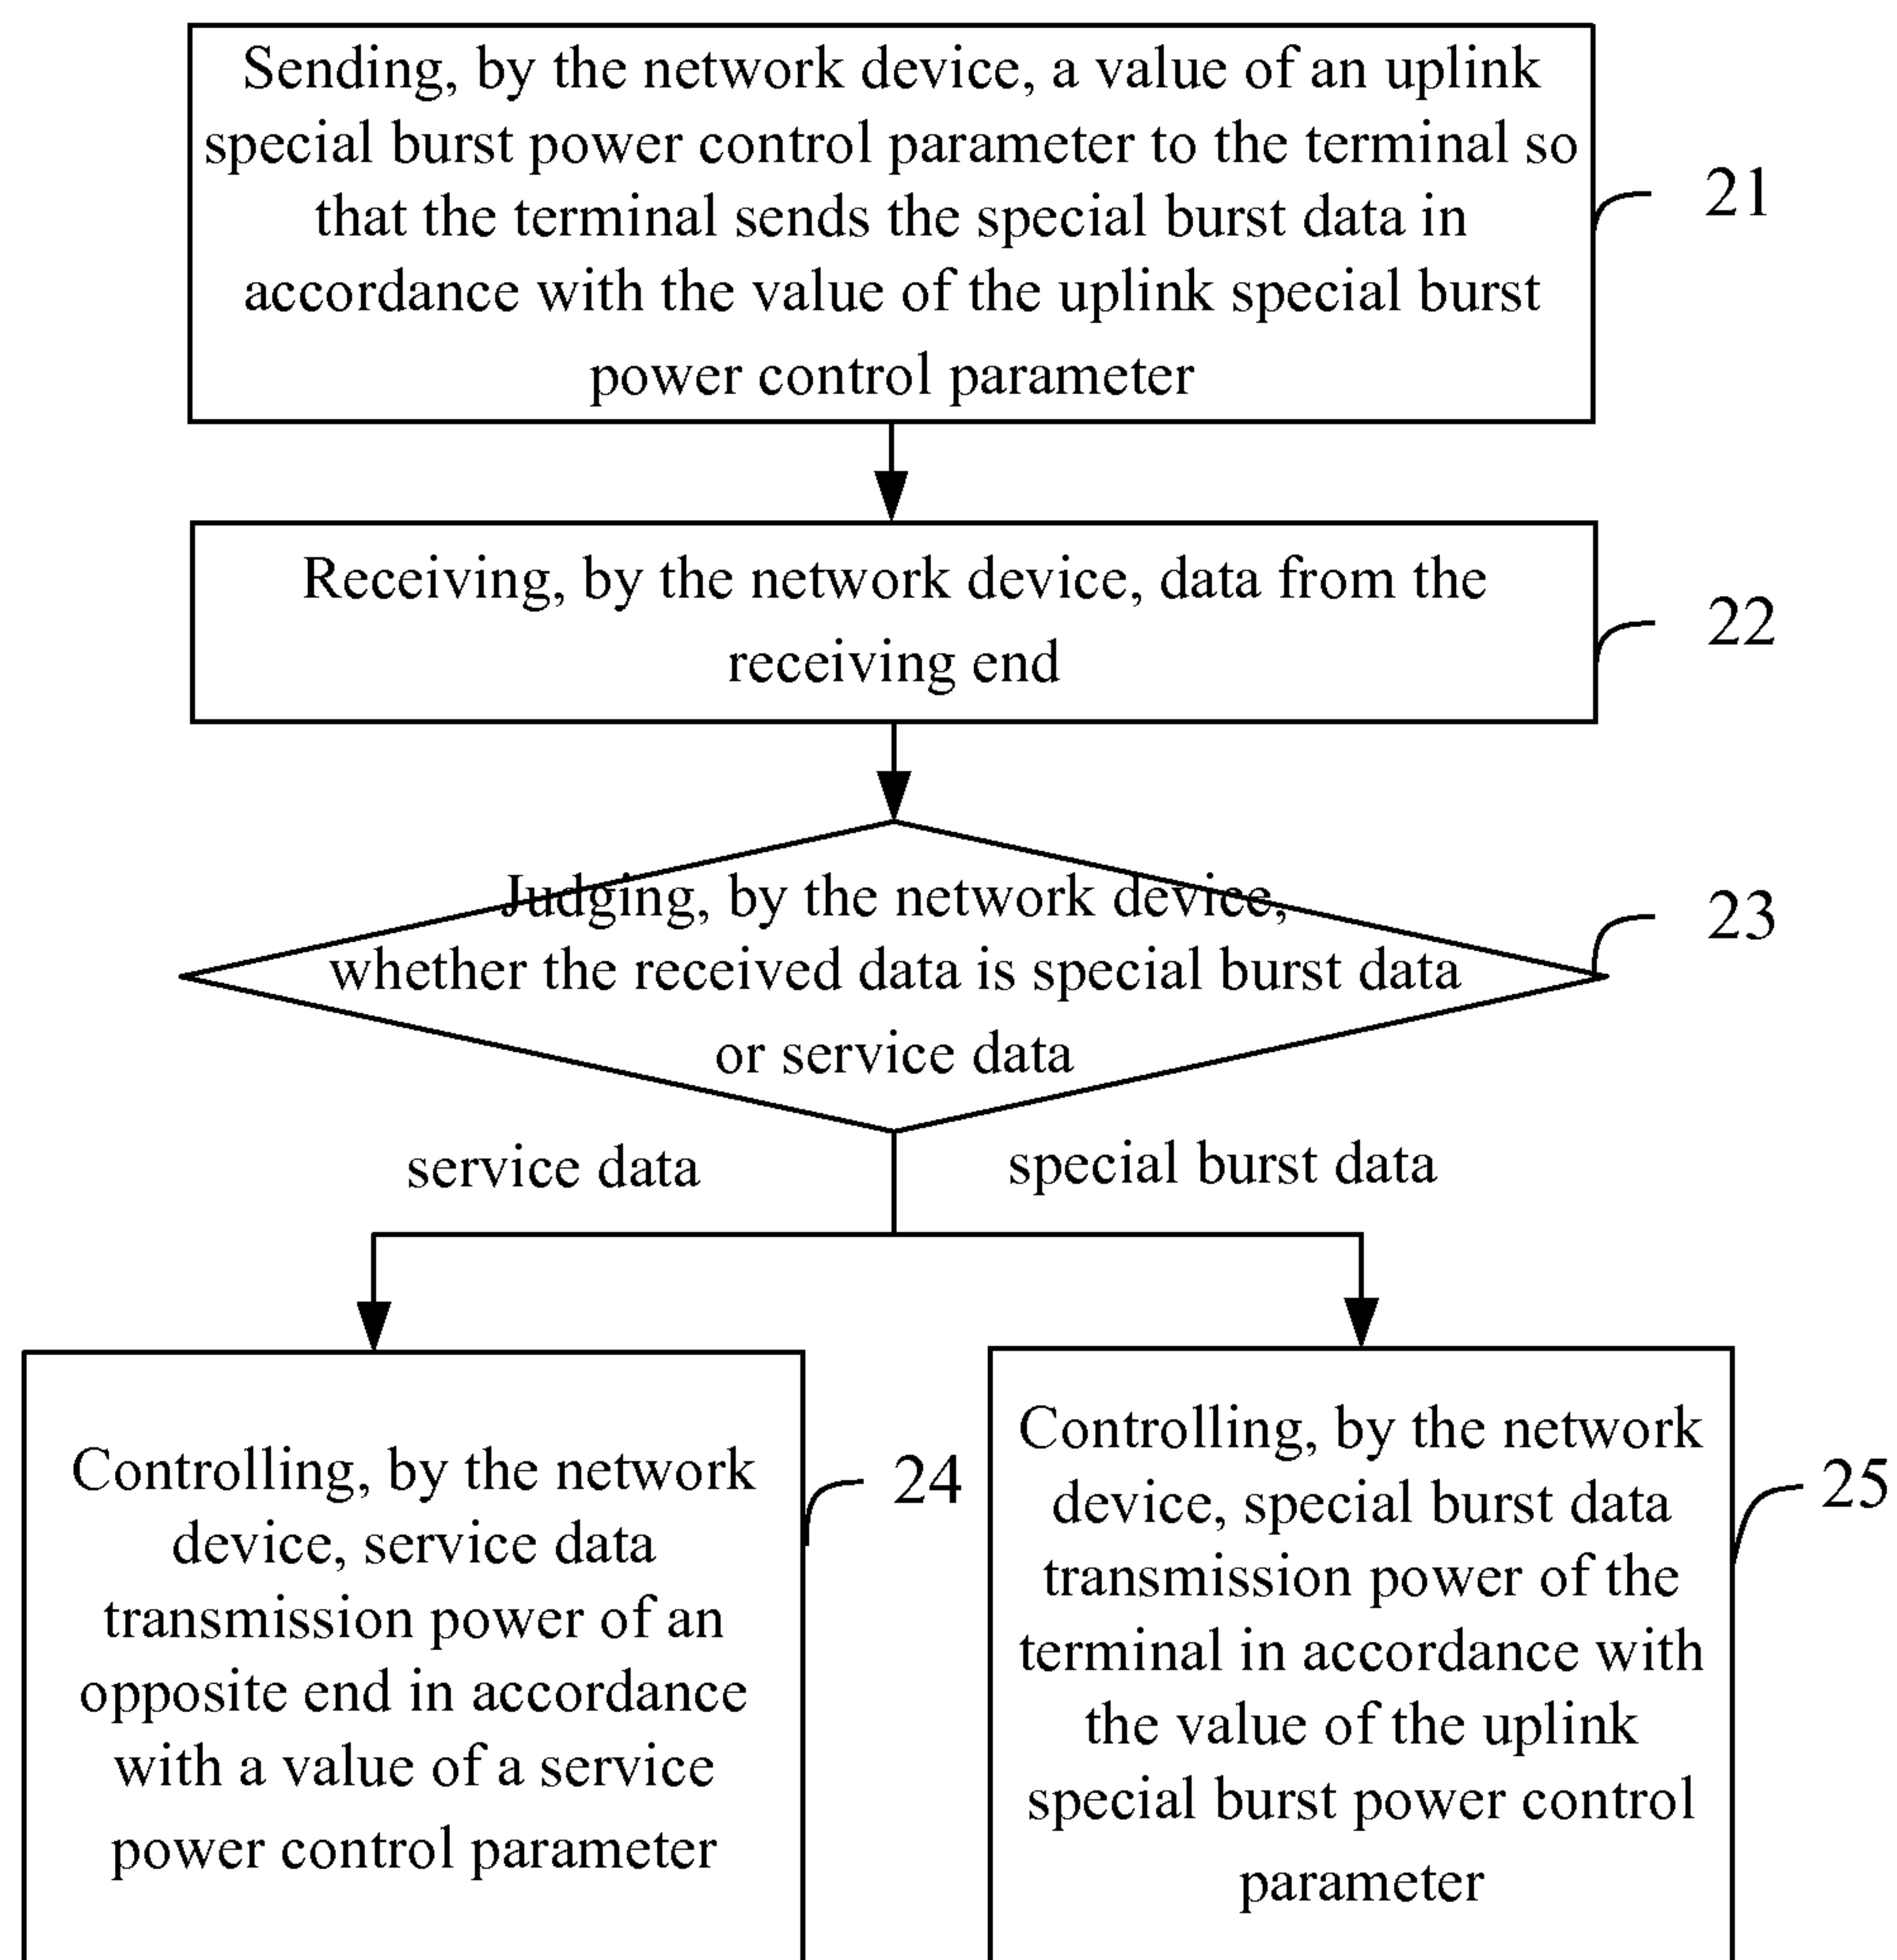 Sending, by the network device, a value of an uplink
special burst power control parameter to the terminal so
that the terminal sends the special burst data in
accordance with the value of the uplink special burst
power control parameter
21
Receiving, by the network device, data from the
receiving end
22
Judging, by the network device,
whether the received data is special burst data
or service data
23
service data
special burst data
Controlling, by the network
device, service data
transmission power of an
opposite end in accordance
with a value of a service
power control parameter
24
Controlling, by the network
device, special burst data
transmission power of the
terminal in accordance with
the value of the uplink
special burst power control
parameter
25